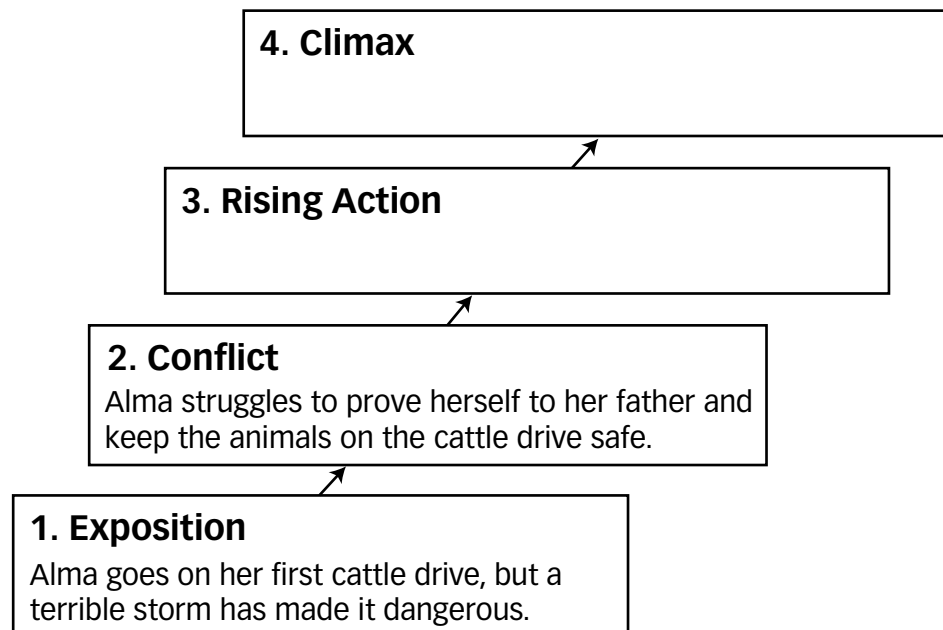 4. Climax
3. Rising Action
2. Conflict
Alma struggles to prove herself to her father and
keep the animals on the cattle drive safe.
1. Exposition
Alma goes on her first cattle drive, but a
terrible storm has made it dangerous.